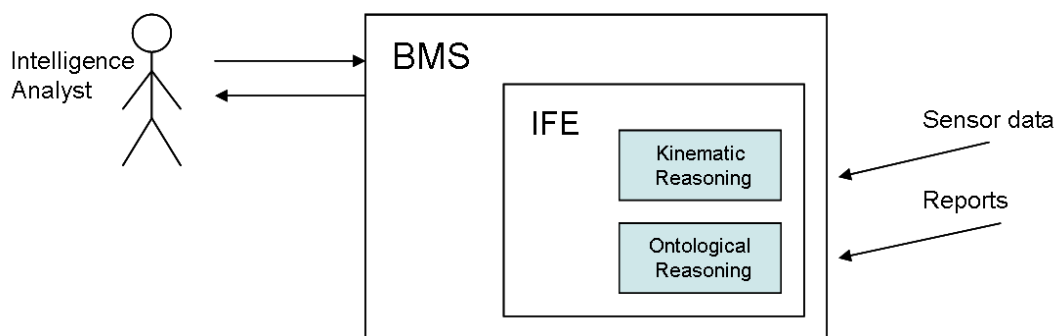 Intelligence
Analyst
BMS
IFE
Kinematic
Reasoning
Ontological
Reasoning
Sensor data
Reports